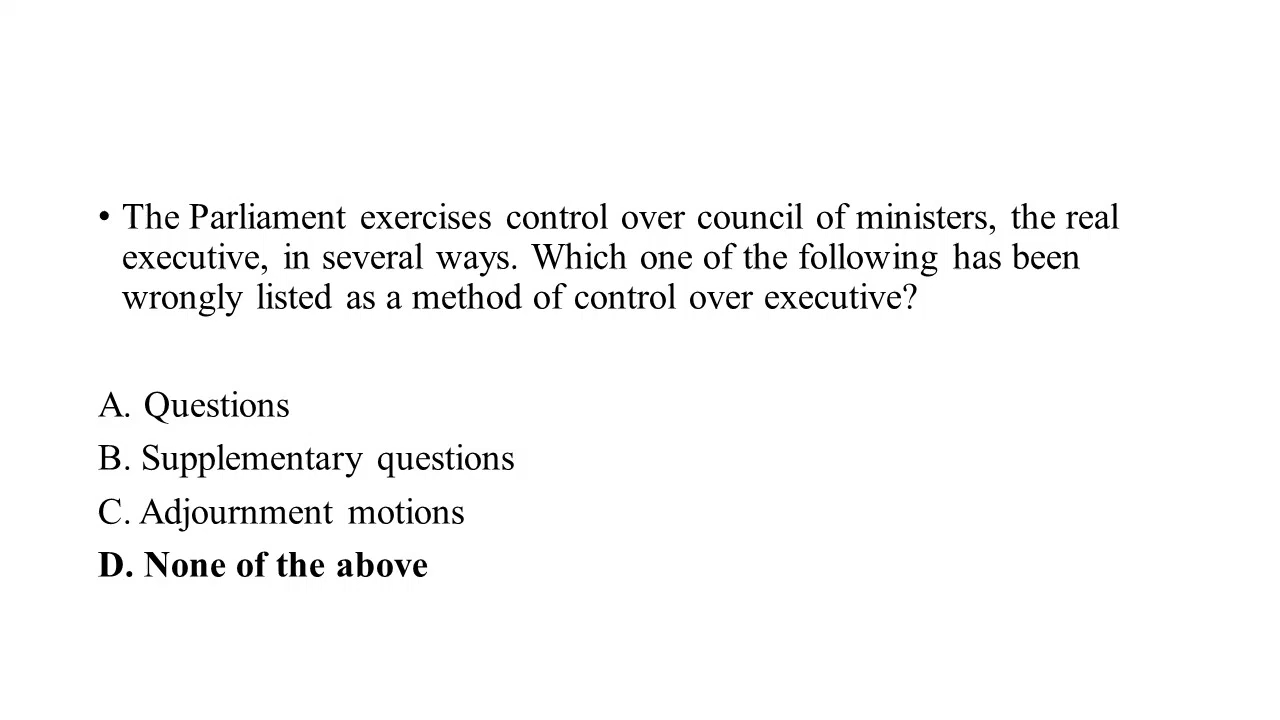 • The Parliament exercises control over council of ministers, the real
executive, in several ways. Which one of the following has been
wrongly listed as a method of control over executive?
A. Questions
B. Supplementary questions
C. Adjournment motions
D. None of the above